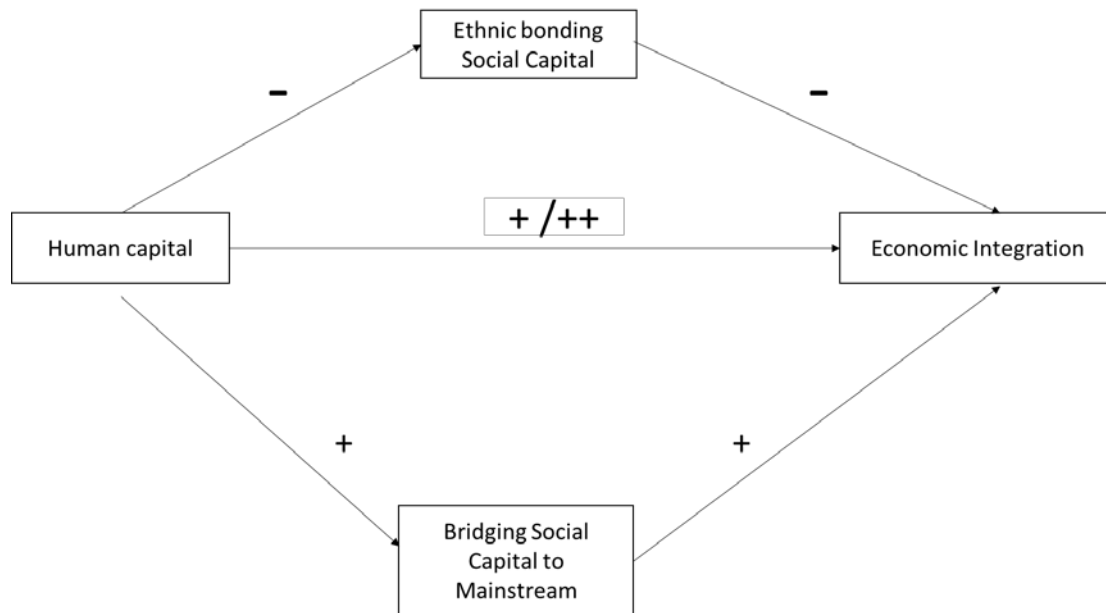 Ethnic bonding
Social Capital
-
-
+ /++
Human capital
Economic Integration
+
+
Bridging Social
Capital to
Mainstream